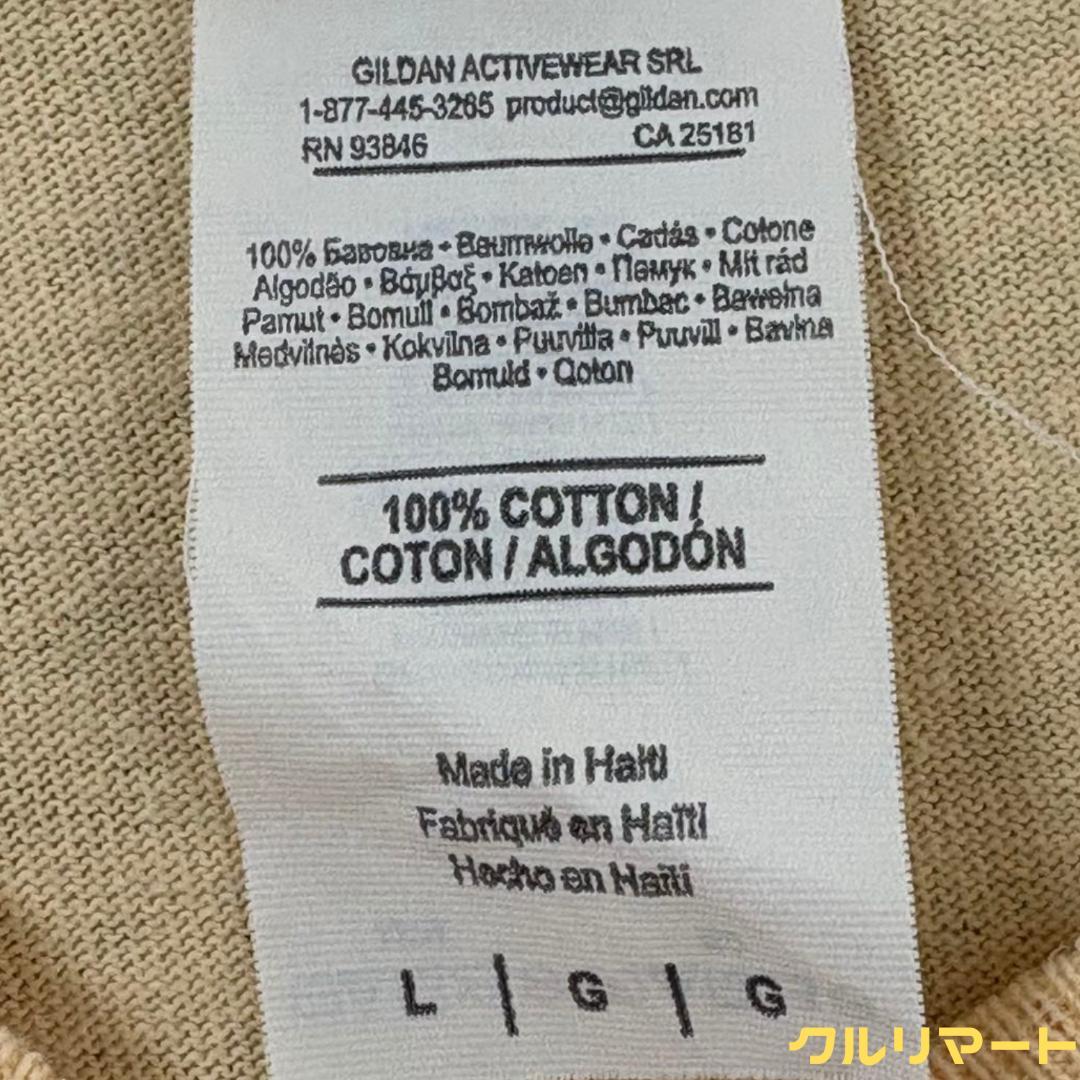 GILDAN ACTIVEWEAR SRL
1-877-445-3265 product@gildan.com
RN 93846 CA 25181
100% Бавовна • Baumwolle • Cadás • Cotone
Algodão • Βάμβαξ • Katoen • Памук • Mit rád
Pamut • Bomull • Bombaž • Bumbac • Bawełna
Medvilnės • Kokvilna • Puuvilla • Puuvill • Bavlna
Bomuld • Qoton
100% COTTON /
COTON / ALGODÓN
Made in Haiti
Fabriqué en Haïti
Hecho en Haití
L | G | G
クルリマート